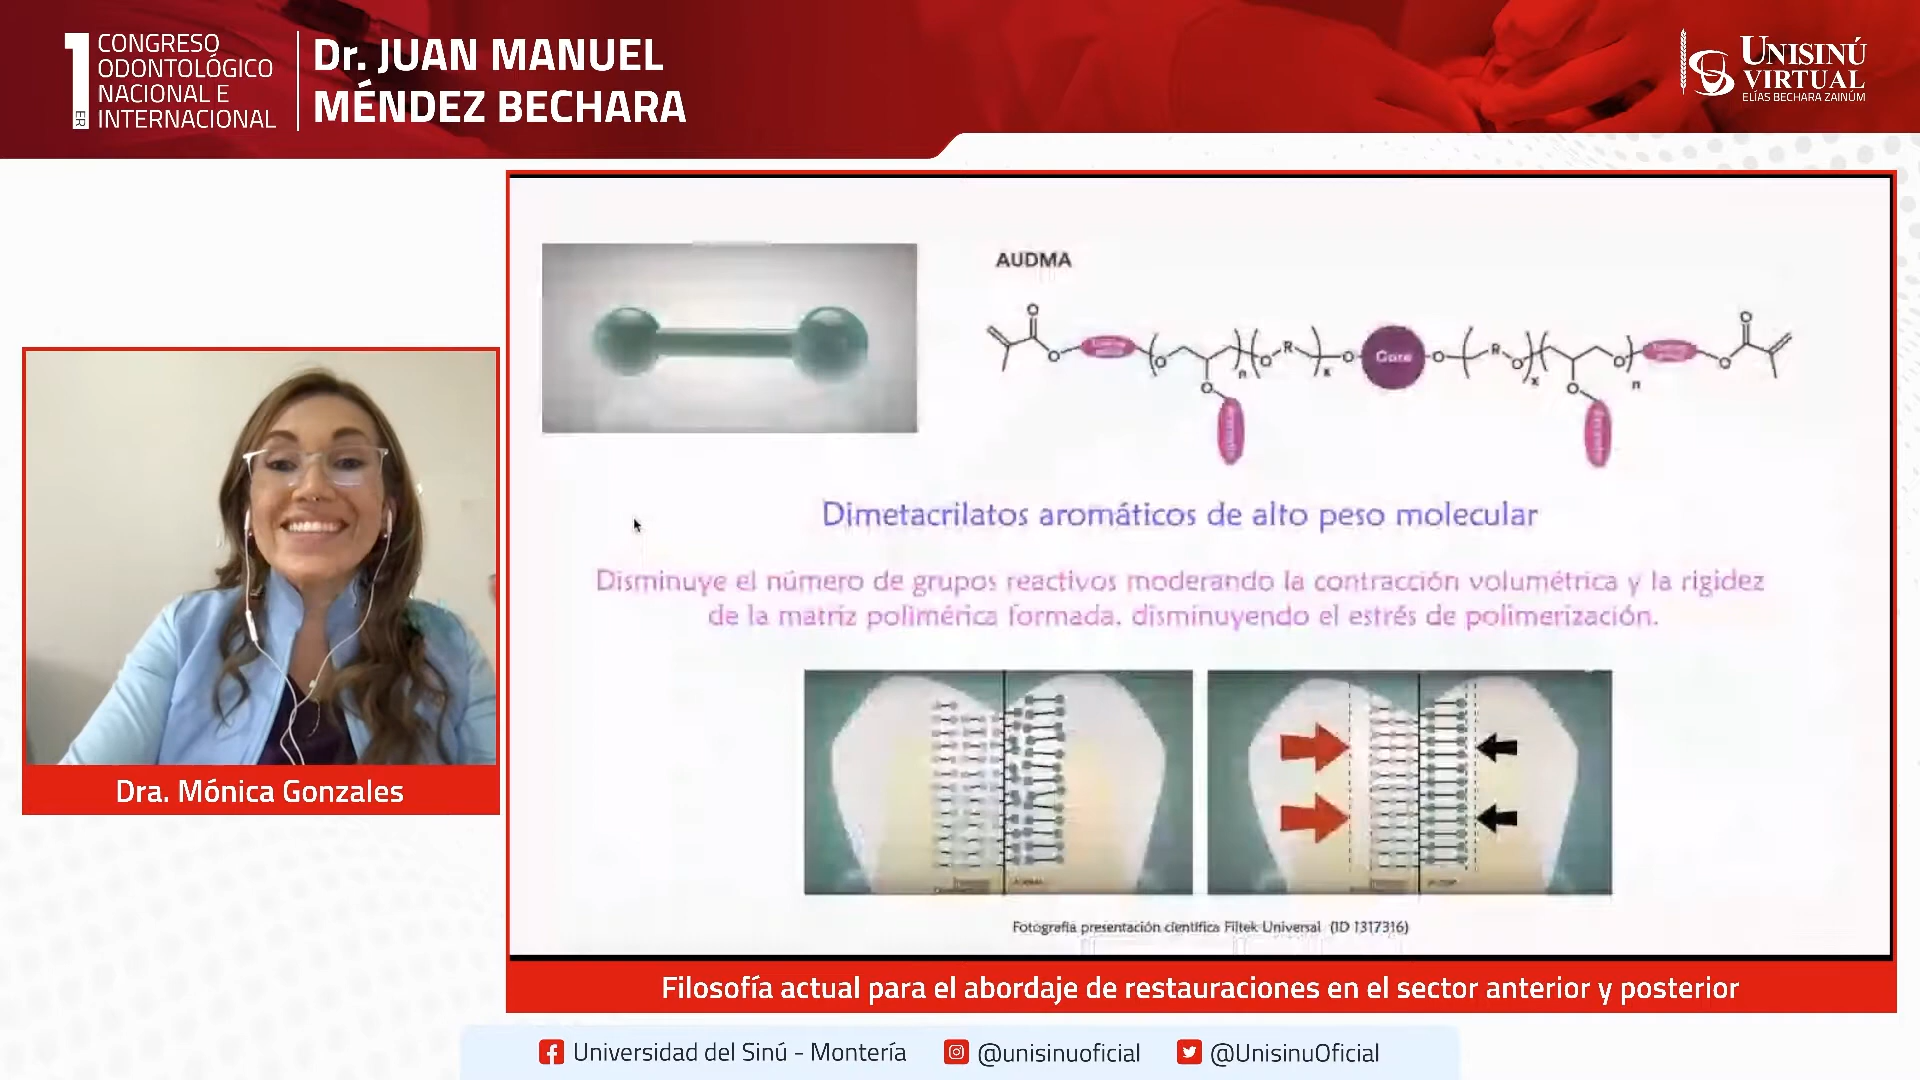 1ER
CONGRESO
ODONTOLÓGICO
NACIONAL E
INTERNACIONAL
Dr. JUAN MANUEL
MÉNDEZ BECHARA
UNISINÚ
VIRTUAL
ELÍAS BECHARA ZAINÚM
AUDMA
O O O n O R x O Core O R O x O O n O O
Dimetacrilatos aromáticos de alto peso molecular
Disminuye el número de grupos reactivos moderando la contracción volumétrica y la rigidez
de la matriz polimérica formada, disminuyendo el estrés de polimerización.
Fotografía presentación científica Filtek Universal (ID 1317316)
Dra. Mónica Gonzales
Filosofía actual para el abordaje de restauraciones en el sector anterior y posterior
Universidad del Sinú - Montería @unisinuoficial @UnisinuOficial